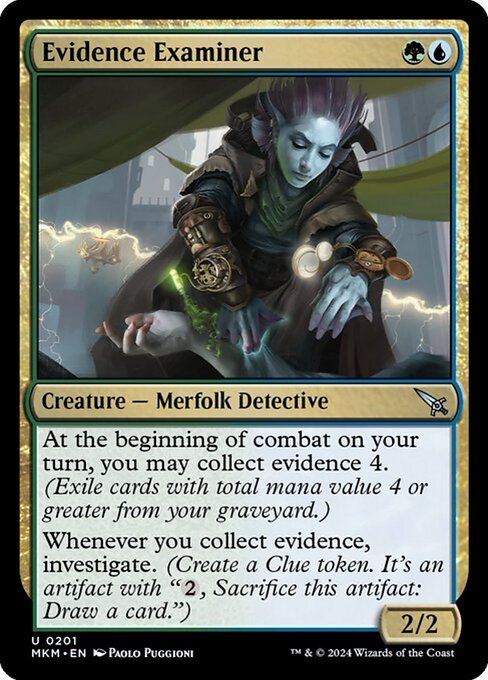 Evidence Examiner
Creature — Merfolk Detective
At the beginning of combat on your
turn, you may collect evidence 4.
(Exile cards with total mana value 4 or
greater from your graveyard.)
Whenever you collect evidence,
investigate. (Create a Clue token. It's an
artifact with “2, Sacrifice this artifact:
Draw a card.”)
2/2
U 0201
MKM • EN Paolo Puggioni
™ & © 2024 Wizards of the Coast